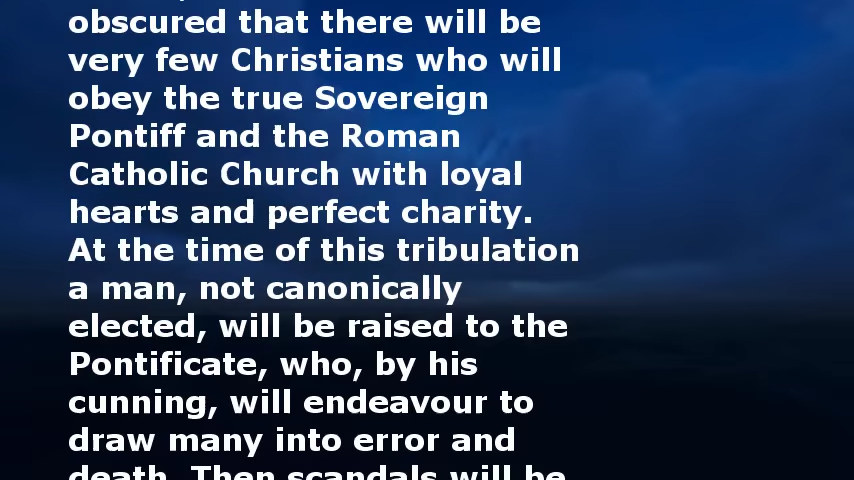 obscured that there will be
very few Christians who will
obey the true Sovereign
Pontiff and the Roman
Catholic Church with loyal
hearts and perfect charity.
At the time of this tribulation
a man, not canonically
elected, will be raised to the
Pontificate, who, by his
cunning, will endeavour to
draw many into error and
death. Then scandals will be